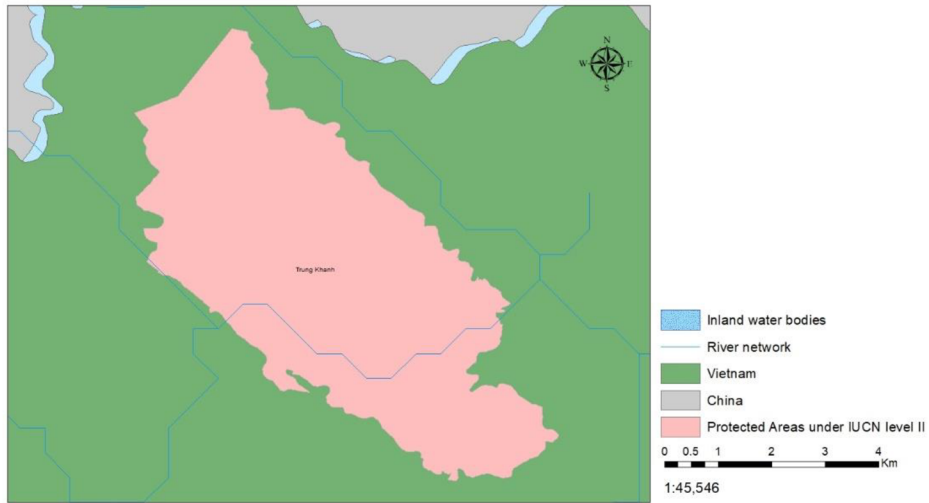 N
W E
S
Trung Khanh
Inland water bodies
River network
Vietnam
China
Protected Areas under IUCN level II
0 0.5 1 2 3 4
Km
1:45,546